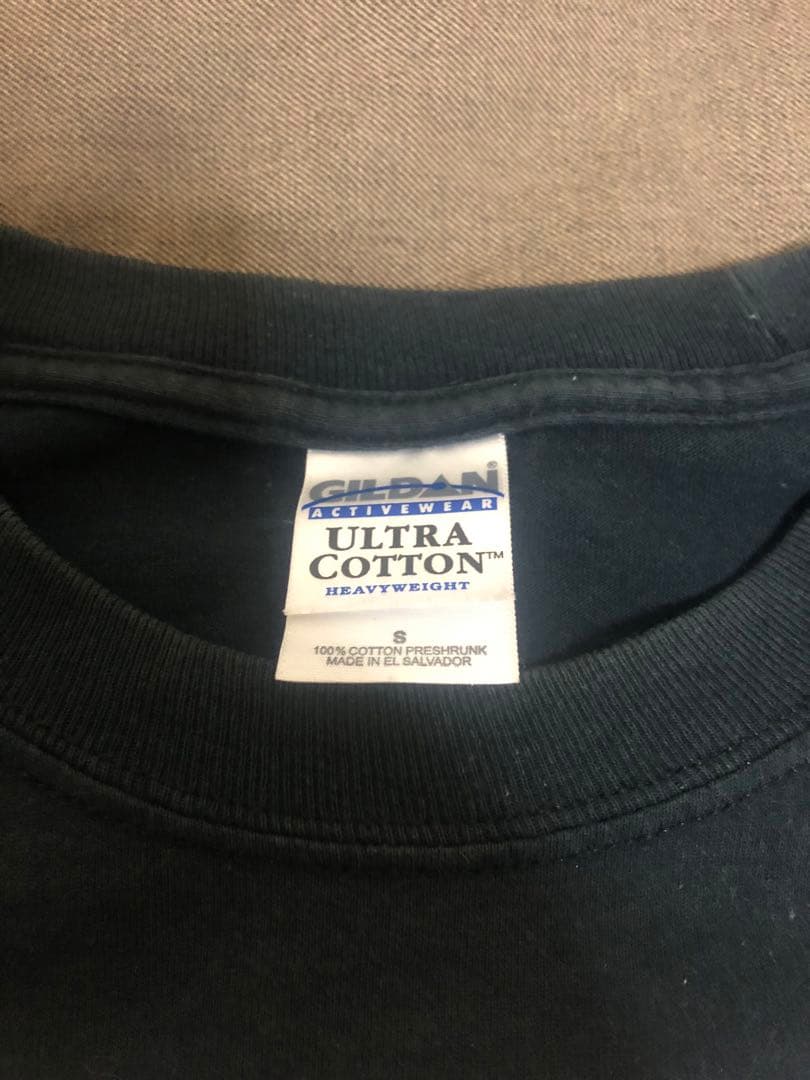 GILDAN®
ACTIVEWEAR
ULTRA
COTTON™
HEAVYWEIGHT
S
100% COTTON PRESHRUNK
MADE IN EL SALVADOR